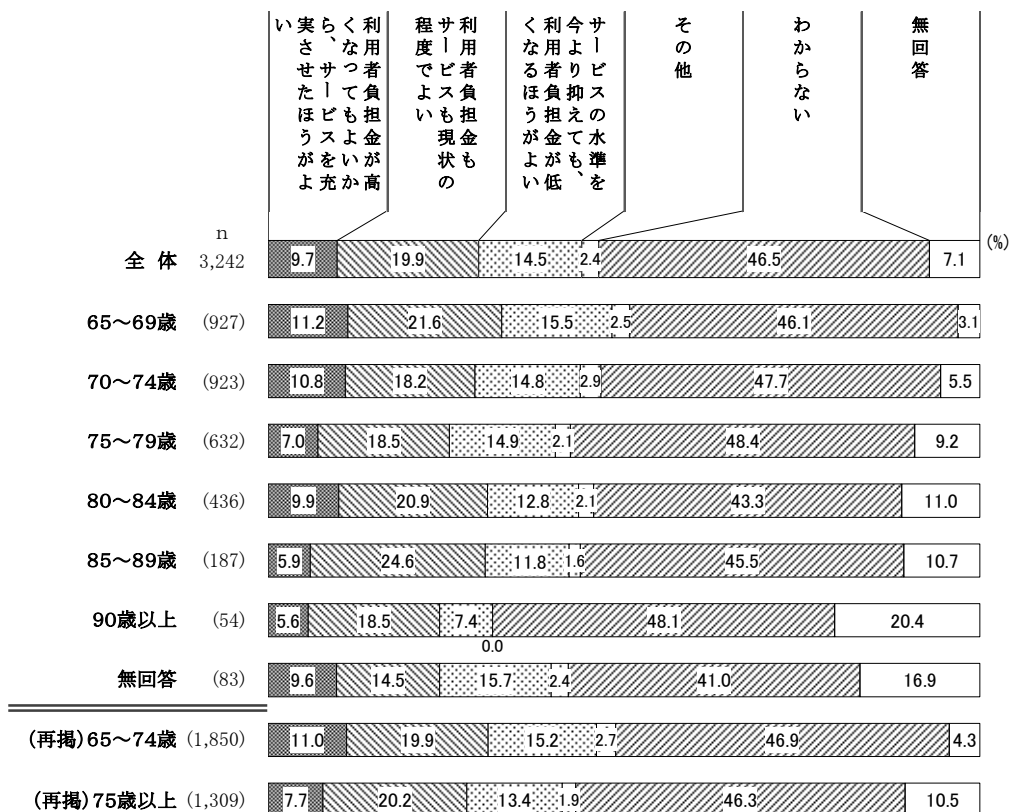 利用者負担金が高
くなってもよいか
ら、サービスを充
実させたほうがよ
い
利用者負担金も
サービスも現状の
程度でよい
サービスの水準を
今より抑えても、
利用者負担金が低
くなるほうがよい
その他
わからない
無回答
n
(%)
全 体 3,242 9.7 19.9 14.5 2.4 46.5 7.1
65～69歳 (927) 11.2 21.6 15.5 2.5 46.1 3.1
70～74歳 (923) 10.8 18.2 14.8 2.9 47.7 5.5
75～79歳 (632) 7.0 18.5 14.9 2.1 48.4 9.2
80～84歳 (436) 9.9 20.9 12.8 2.1 43.3 11.0
85～89歳 (187) 5.9 24.6 11.8 1.6 45.5 10.7
90歳以上 (54) 5.6 18.5 7.4 48.1 20.4
0.0
無回答 (83) 9.6 14.5 15.7 2.4 41.0 16.9
(再掲)65～74歳 (1,850) 11.0 19.9 15.2 2.7 46.9 4.3
(再掲)75歳以上 (1,309) 7.7 20.2 13.4 1.9 46.3 10.5